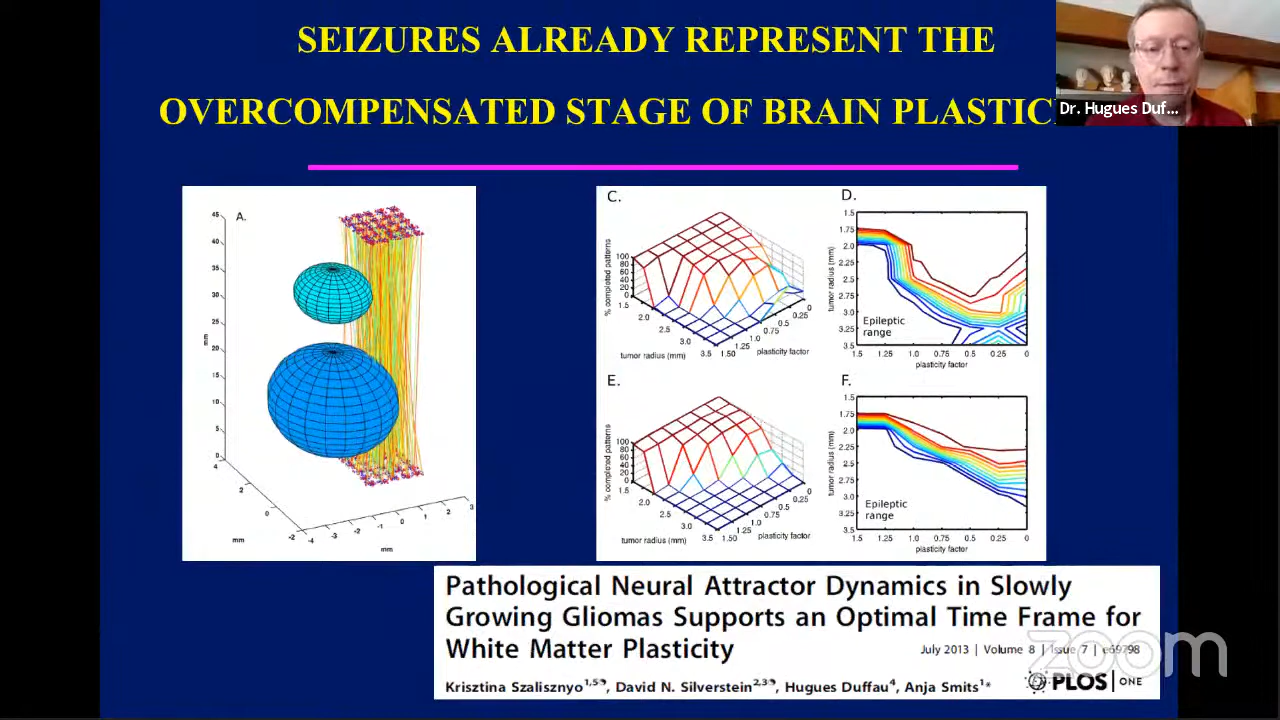 SEIZURES ALREADY REPRESENT THE
OVERCOMPENSATED STAGE OF BRAIN
Dr. Hugues Duf...
A.
45
40
35
30
25
20
15
10
5
0
mm
4
2
0
-2
mm
-4
-3
-2
-1
0
1
2
3
mm
C.
% completed patterns
100
80
60
40
20
0
1.5
2.0
2.5
3.0
3.5
tumor radius (mm)
1.50
1.25
1.0
0.75
0.5
0.25
0
plasticity factor
D.
tumor radius (mm)
1.5
1.75
2.0
2.25
2.5
2.75
3.0
3.25
3.5
Epileptic
range
1.5 1.25 1.0 0.75 0.5 0.25 0
plasticity factor
E.
% completed patterns
100
80
60
40
20
0
1.5
2.0
2.5
3.0
3.5
tumor radius (mm)
1.50
1.25
1.0
0.75
0.5
0.25
0
plasticity factor
F.
tumor radius (mm)
1.5
1.75
2.0
2.25
2.5
2.75
3.0
3.25
3.5
Epileptic
range
1.5 1.25 1.0 0.75 0.5 0.25 0
plasticity factor
Pathological Neural Attractor Dynamics in Slowly
Growing Gliomas Supports an Optimal Time Frame for
White Matter Plasticity
July 2013 | Volume 8 | Issue 7 | e69798
zoom
Krisztina Szalisznyo1,5, David N. Silverstein2,3, Hugues Duffau4, Anja Smits1*
PLOS | ONE